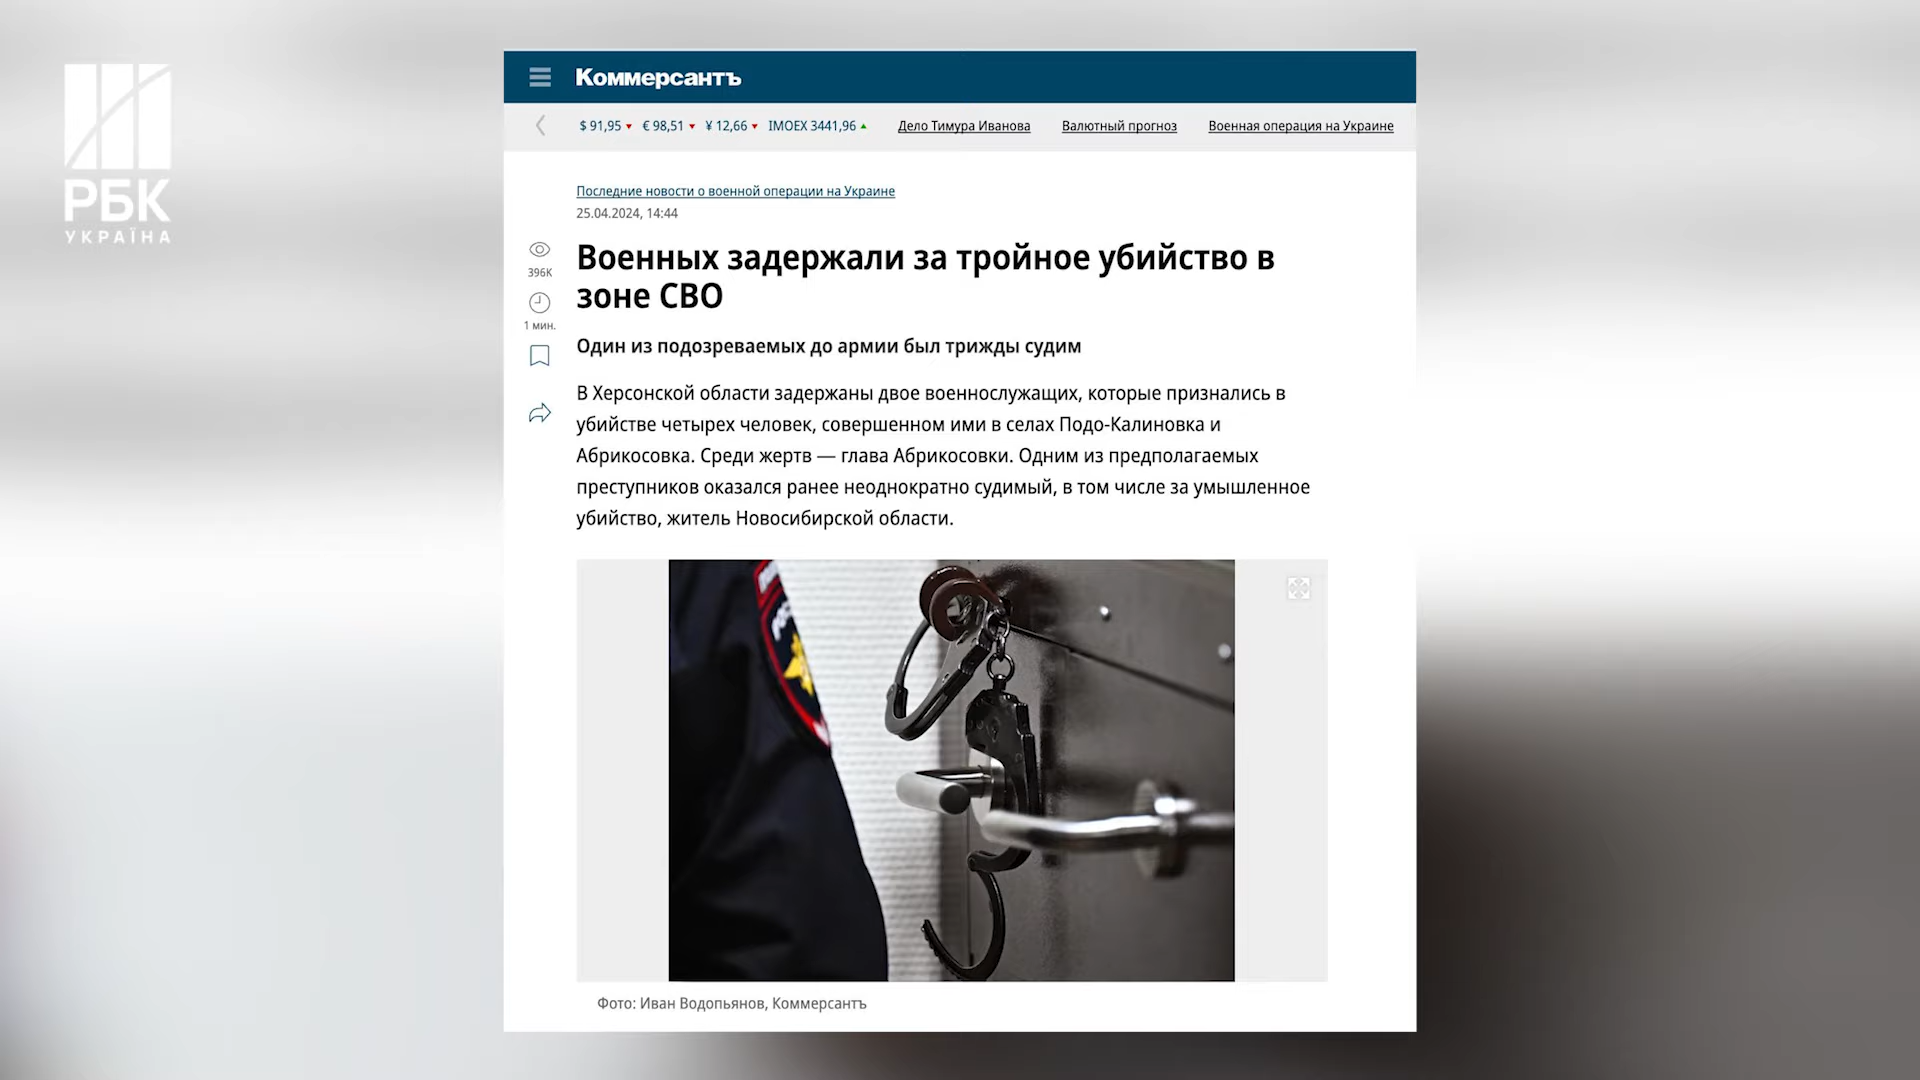 РБК
УКРАЇНА
Коммерсантъ
$ 91,95 € 98,51 ¥ 12,66 IMOEX 3441,96 Дело Тимура Иванова Валютный прогноз Военная операция на Украине
Последние новости о военной операции на Украине
25.04.2024, 14:44
396K
1 мин.
Военных задержали за тройное убийство в
зоне СВО
Один из подозреваемых до армии был трижды судим
В Херсонской области задержаны двое военнослужащих, которые признались в
убийстве четырех человек, совершенном ими в селах Подо-Калиновка и
Абрикосовка. Среди жертв — глава Абрикосовки. Одним из предполагаемых
преступников оказался ранее неоднократно судимый, в том числе за умышленное
убийство, житель Новосибирской области.
Фото: Иван Водопьянов, Коммерсантъ